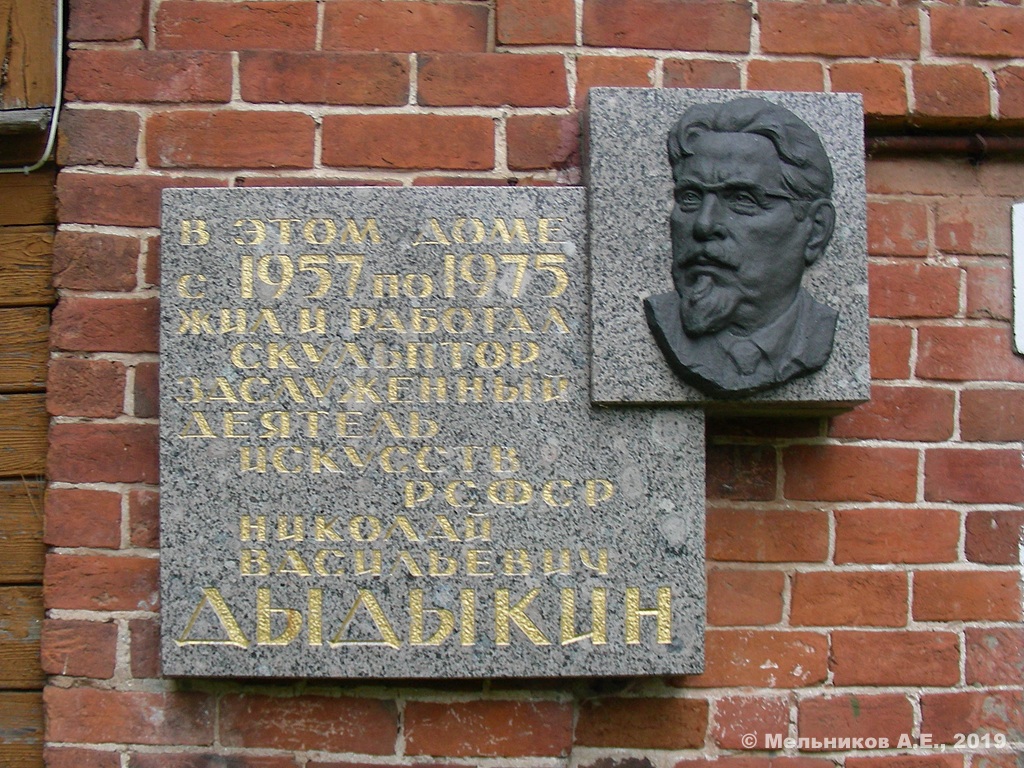 В ЭТОМ ДОМЕ
С 1957 ПО 1975
ЖИЛ И РАБОТАЛ
СКУЛЬПТОР
ЗАСЛУЖЕННЫЙ
ДЕЯТЕЛЬ
ИСКУССТВ
РСФСР
НИКОЛАЙ
ВАСИЛЬЕВИЧ
ДЫДЫКИН
© Мельников А.Е., 2019